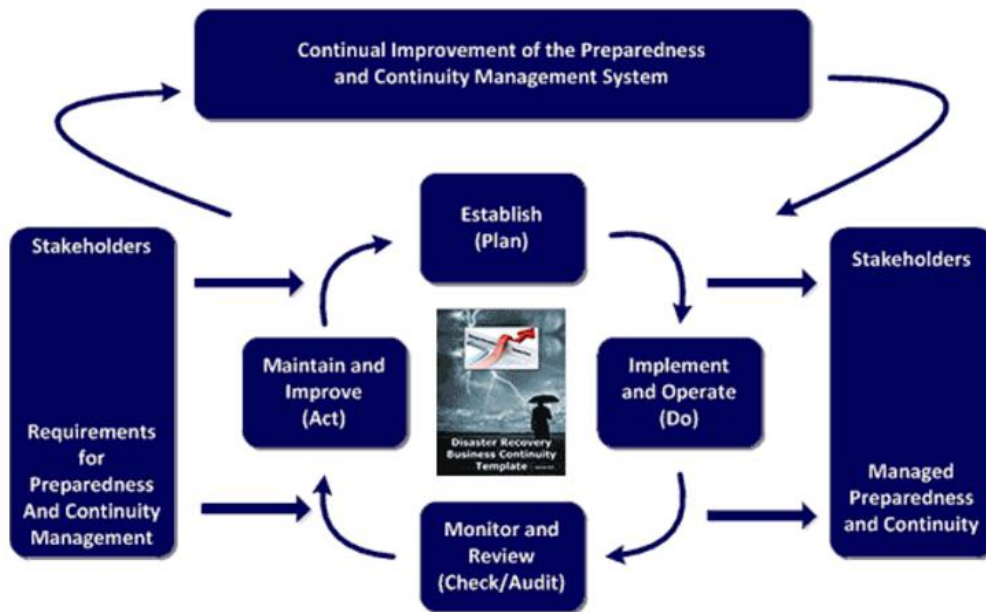 Continual Improvement of the Preparedness
and Continuity Management System
Establish
(Plan)
Stakeholders
Requirements
for
Preparedness
And Continuity
Management
Maintain and
Improve
(Act)
Disaster Recovery
Business Continuity
Template
Implement
and Operate
(Do)
Stakeholders
Managed
Preparedness
and Continuity
Monitor and
Review
(Check/Audit)